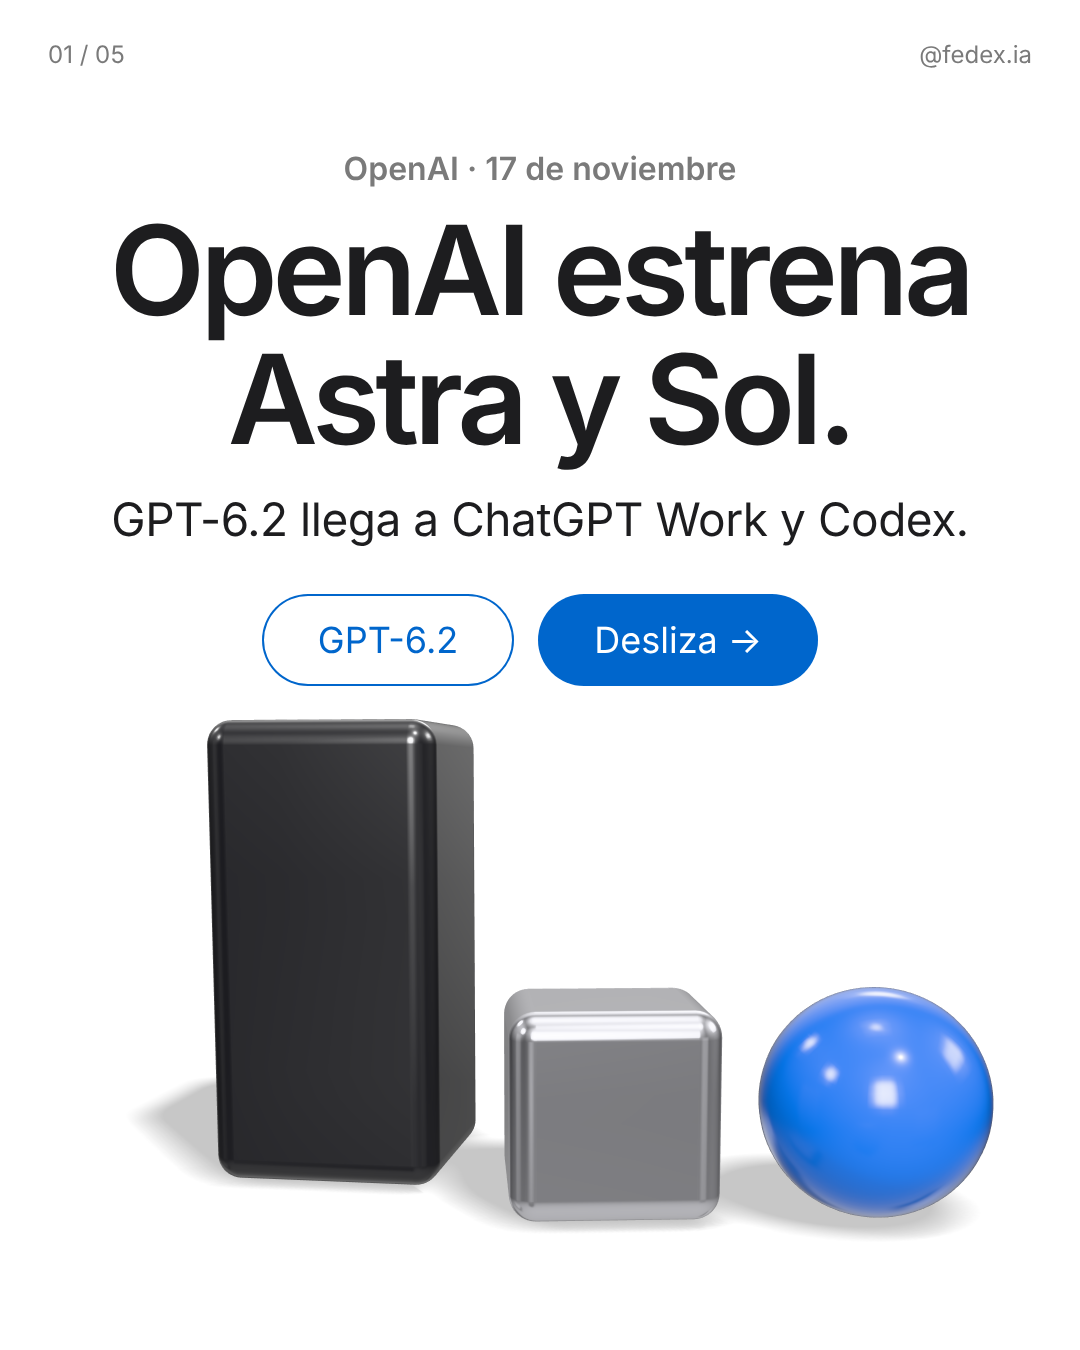 01 / 05
@fedex.ia
OpenAI · 17 de noviembre
OpenAI estrena
Astra y Sol.
GPT-6.2 llega a ChatGPT Work y Codex.
GPT-6.2
Desliza →